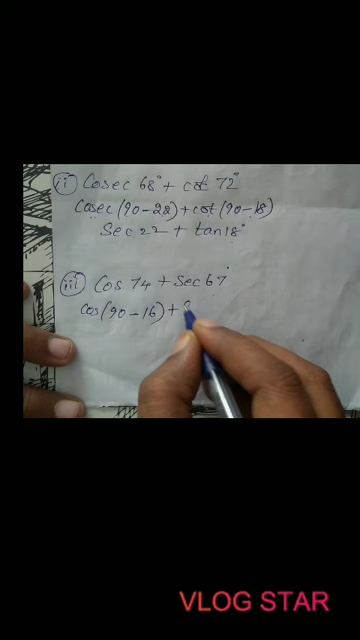 ii) Cosec 68° + cot 72°
cosec (90-28) + cot (90-18)
Sec 22 + tan 18°
iii) Cos 74 + Sec 67°
cos (90-16) +
VLOG STAR